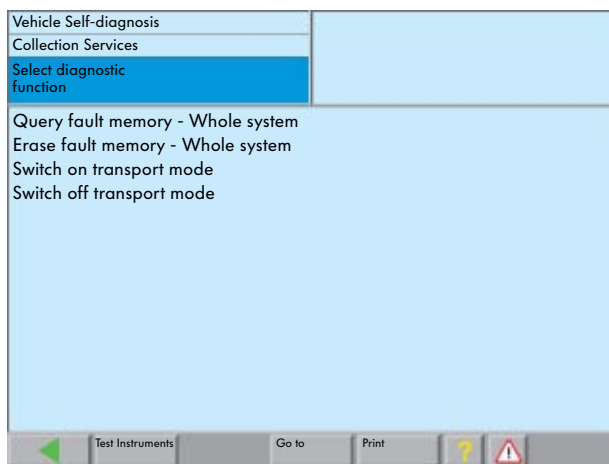 Vehicle Self-diagnosis
Collection Services
Select diagnostic
function
Query fault memory - Whole system
Erase fault memory - Whole system
Switch on transport mode
Switch off transport mode
Test Instruments
Go to
Print
?